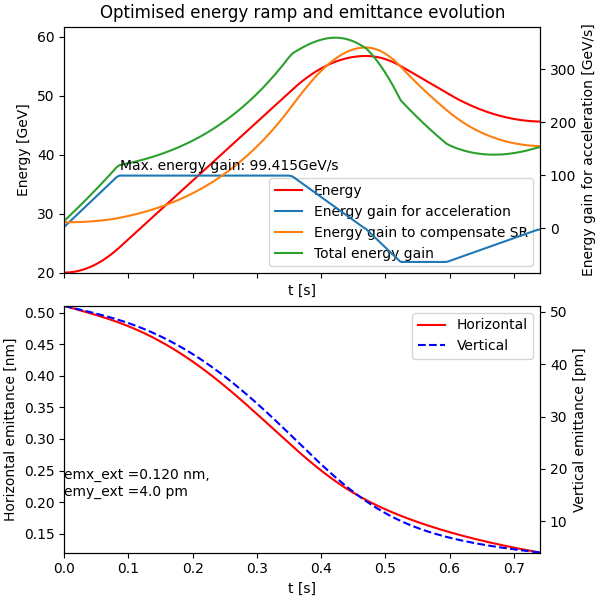 Optimised energy ramp and emittance evolution
60
50
40
30
20
Energy [GeV]
300
200
100
0
Energy gain for acceleration [GeV/s]
Max. energy gain: 99.415GeV/s
Energy
Energy gain for acceleration
Energy gain to compensate SR
Total energy gain
t [s]
0.50
0.45
0.40
0.35
0.30
0.25
0.20
0.15
Horizontal emittance [nm]
50
40
30
20
10
Vertical emittance [pm]
Horizontal
Vertical
emx_ext =0.120 nm,
emy_ext =4.0 pm
0.0 0.1 0.2 0.3 0.4 0.5 0.6 0.7
t [s]